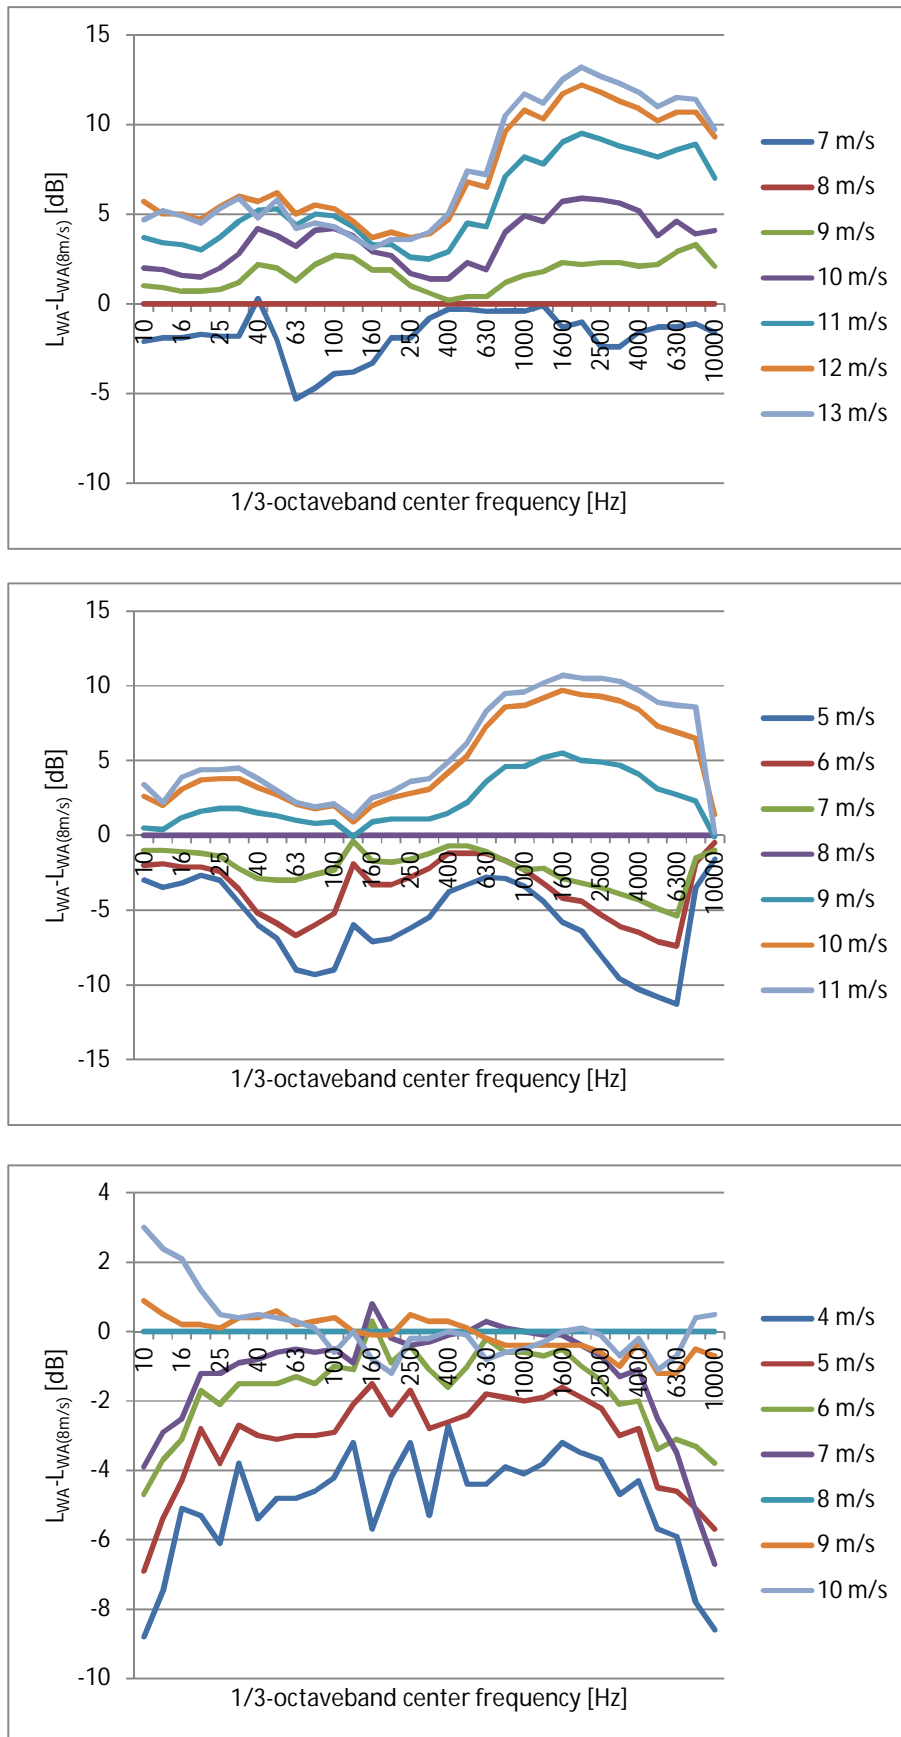 15
10
5
0
-5
-10
L_WA-L_WA(8m/s) [dB]
10 16 25 40 63 100 160 250 400 630 1000 1600 2500 4000 6300 10000
1/3-octaveband center frequency [Hz]
7 m/s
8 m/s
9 m/s
10 m/s
11 m/s
12 m/s
13 m/s
15
10
5
0
-5
-10
-15
L_WA-L_WA(8m/s) [dB]
10 16 25 40 63 100 160 250 400 630 1000 1600 2500 4000 6300 10000
1/3-octaveband center frequency [Hz]
5 m/s
6 m/s
7 m/s
8 m/s
9 m/s
10 m/s
11 m/s
4
2
0
-2
-4
-6
-8
-10
L_WA-L_WA(8m/s) [dB]
10 16 25 40 63 100 160 250 400 630 1000 1600 2500 4000 6300 10000
1/3-octaveband center frequency [Hz]
4 m/s
5 m/s
6 m/s
7 m/s
8 m/s
9 m/s
10 m/s